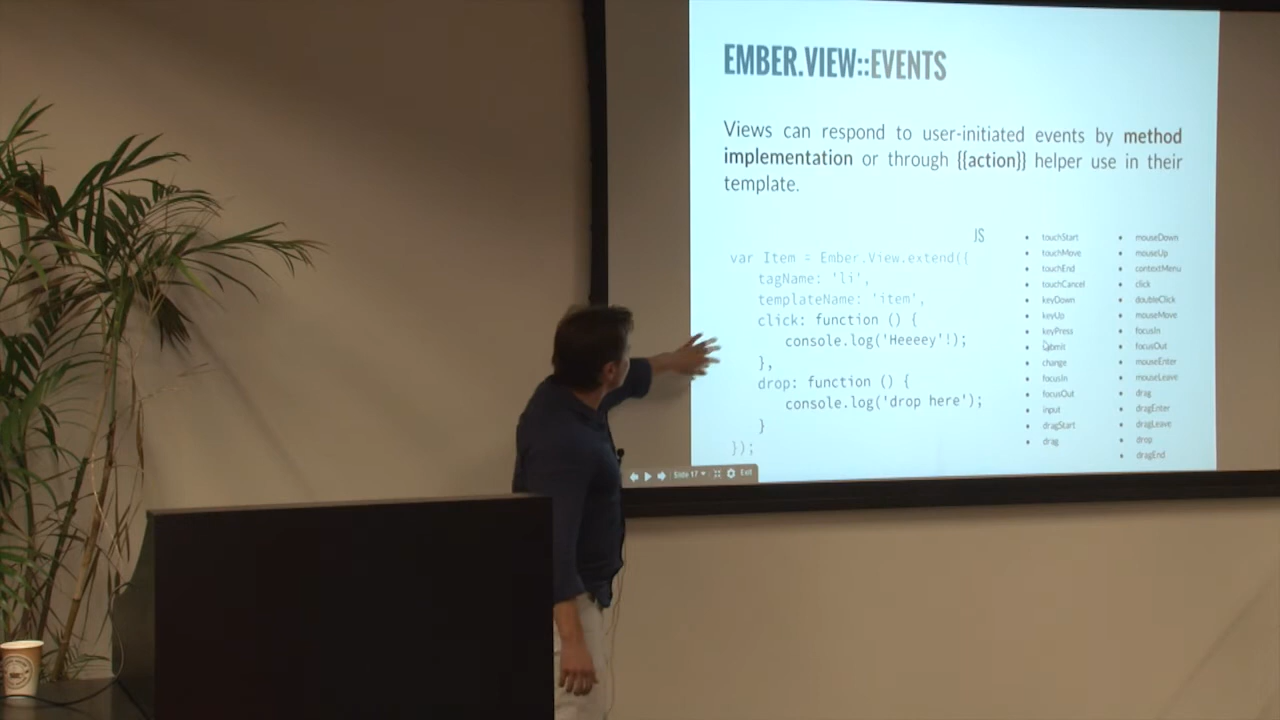 EMBER.VIEW::EVENTS
Views can respond to user-initiated events by method
implementation or through {{action}} helper use in their
template.
JS
var Item = Ember.View.extend({
tagName: 'li',
templateName: 'item',
click: function () {
console.log('Heeeey'!);
},
drop: function () {
console.log('drop here');
}
});
• touchStart
• touchMove
• touchEnd
• touchCancel
• keyDown
• keyUp
• keyPress
• submit
• change
• focusIn
• focusOut
• input
• dragStart
• drag
• mouseDown
• mouseUp
• contextMenu
• click
• doubleClick
• mouseMove
• focusIn
• focusOut
• mouseEnter
• mouseLeave
• drag
• dragEnter
• dragLeave
• drop
• dragEnd
Slide 17 Exit